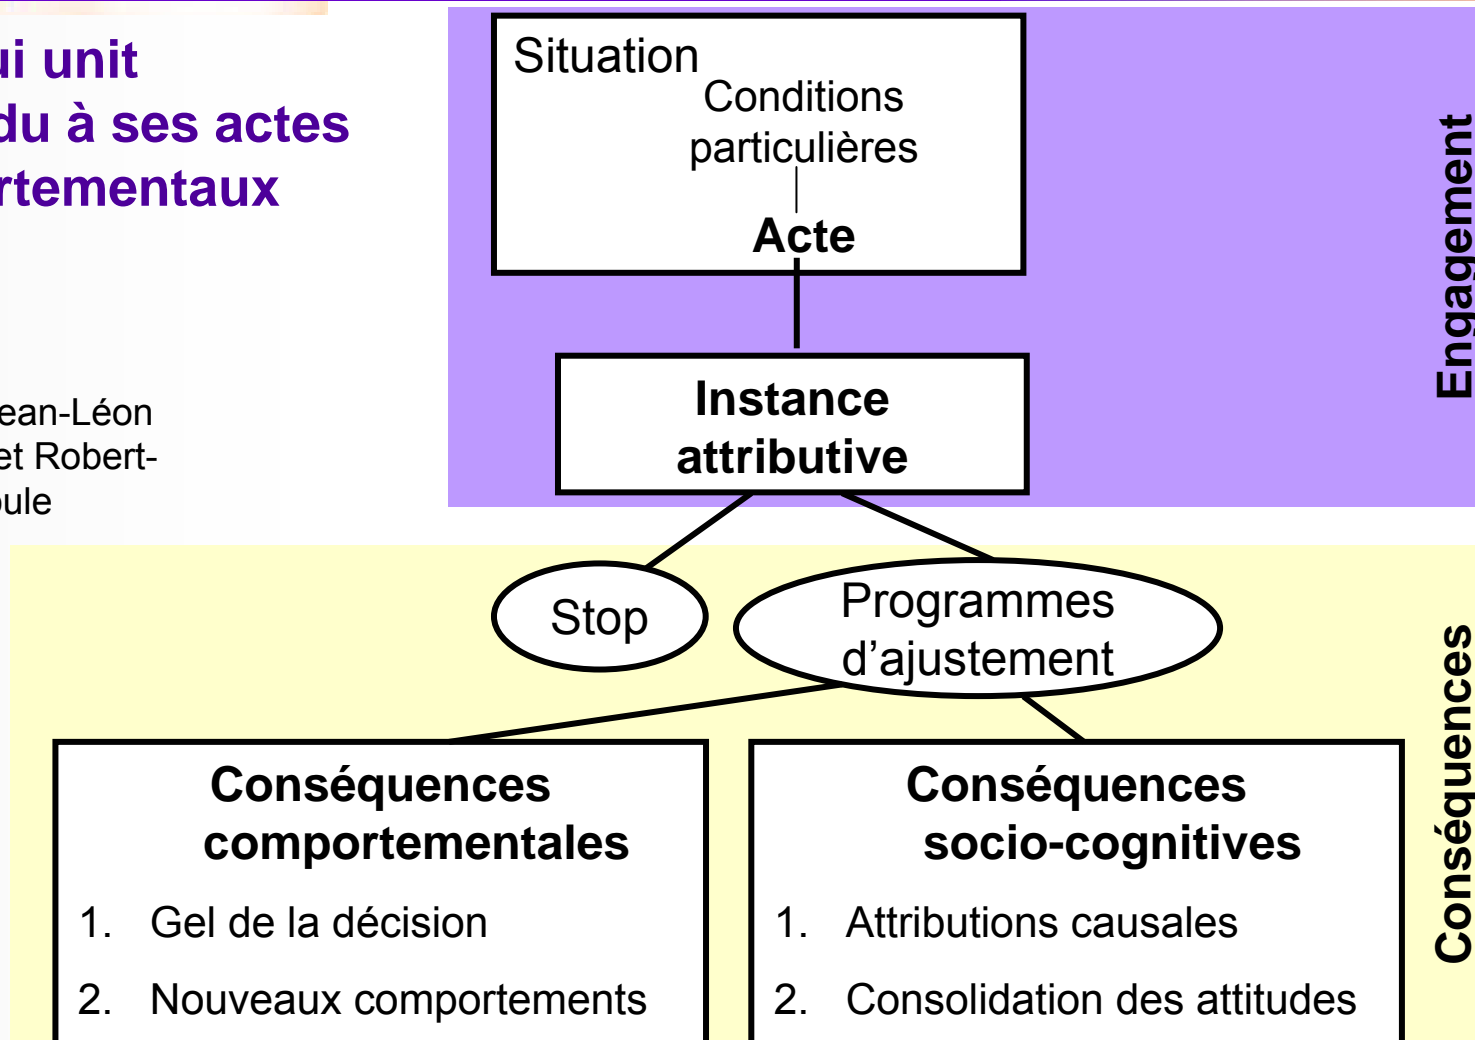 ui unit
du à ses actes
rtementaux
ean-Léon
et Robert-
oule
Situation
Conditions
particulières
Acte
Instance
attributive
Engagement
Stop
Programmes
d’ajustement
Conséquences
comportementales
1. Gel de la décision
2. Nouveaux comportements
Conséquences
socio-cognitives
1. Attributions causales
2. Consolidation des attitudes
Conséquences